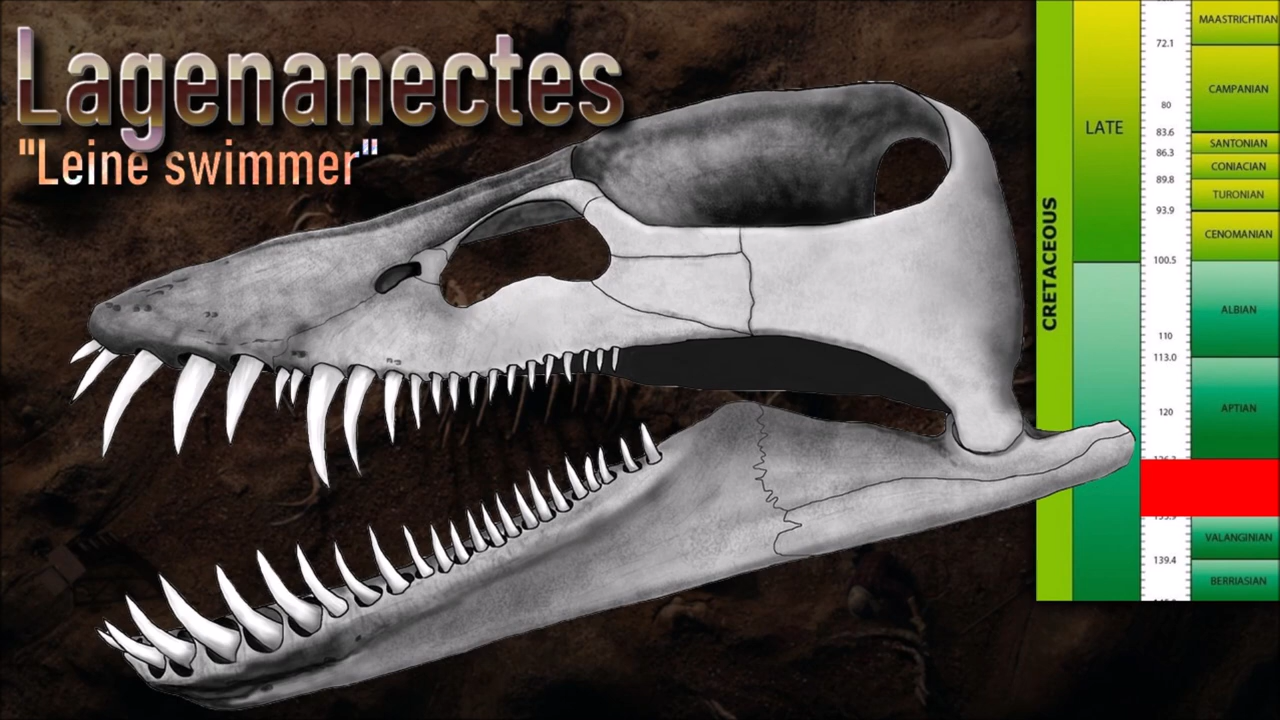 Lagenanectes
"Leine swimmer"
CRETACEOUS
LATE
72.1
80
83.6
86.3
89.8
93.9
100.5
110
113.0
120
MAASTRICHTIAN
CAMPANIAN
SANTONIAN
CONIACIAN
TURONIAN
CENOMANIAN
ALBIAN
APTIAN
VALANGINIAN
139.4
BERRIASIAN